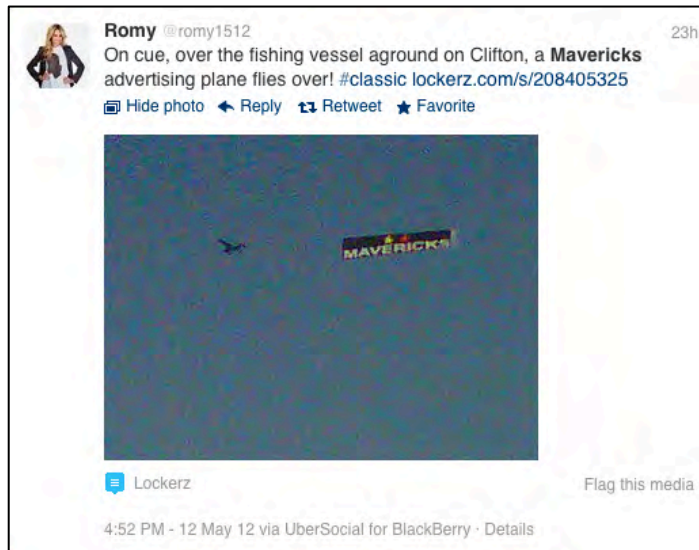 Romy @romy1512 23h
On cue, over the fishing vessel aground on Clifton, a Mavericks
advertising plane flies over! #classic lockerz.com/s/208405325
Hide photo Reply Retweet Favorite
MAVERICKS
Lockerz Flag this media
4:52 PM - 12 May 12 via UberSocial for BlackBerry · Details